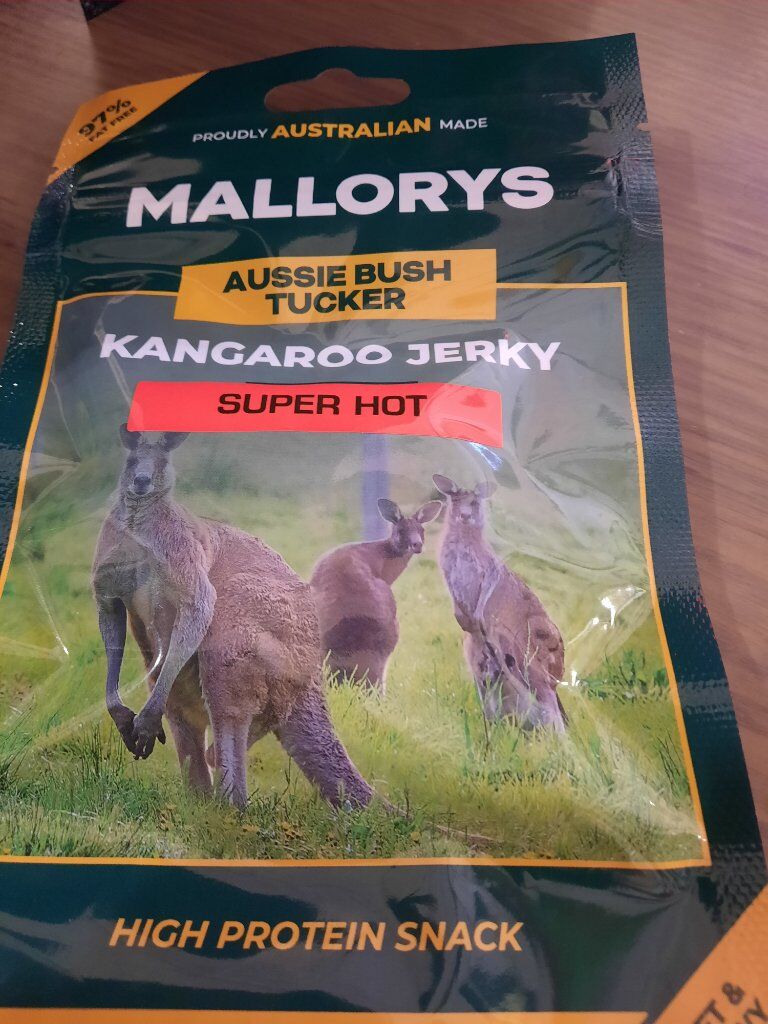 97%
FAT FREE
PROUDLY AUSTRALIAN MADE
MALLORYS
AUSSIE BUSH
TUCKER
KANGAROO JERKY
SUPER HOT
HIGH PROTEIN SNACK